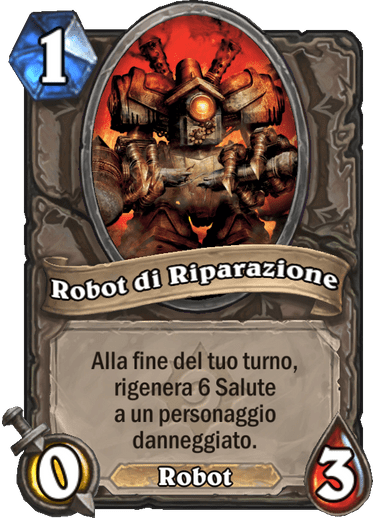 1
Robot di Riparazione
Alla fine del tuo turno,
rigenera 6 Salute
a un personaggio
danneggiato.
0
Robot
3